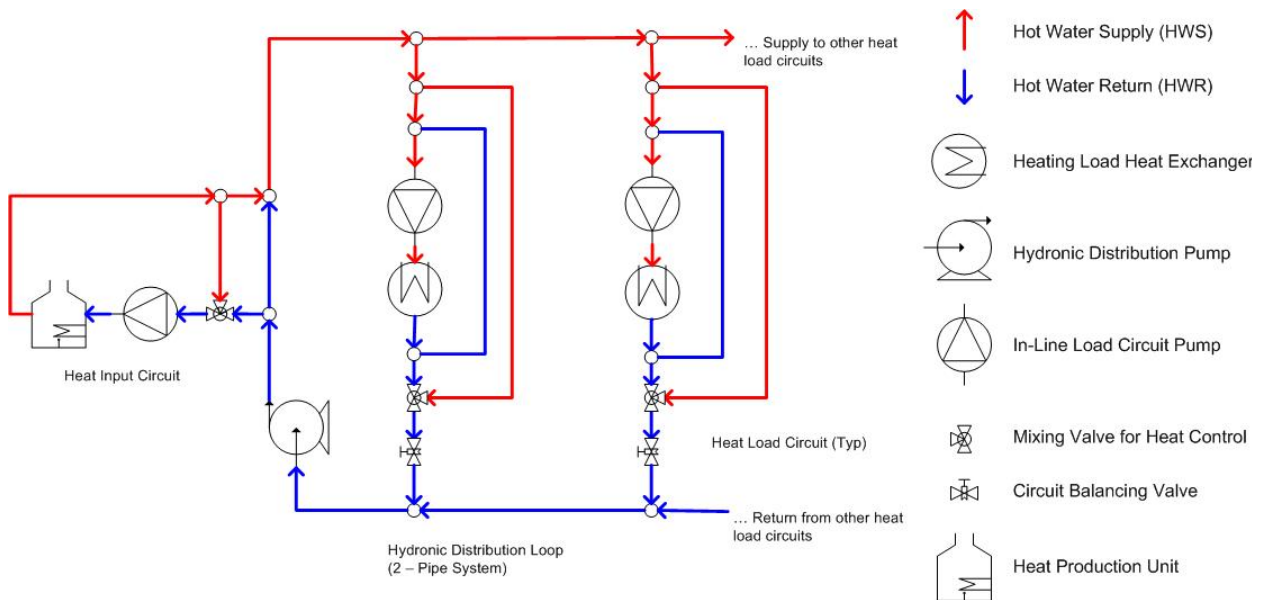 ... Supply to other heat
load circuits
Heat Input Circuit
Heat Load Circuit (Typ)
... Return from other heat
load circuits
Hydronic Distribution Loop
(2 – Pipe System)
Hot Water Supply (HWS)
Hot Water Return (HWR)
Heating Load Heat Exchanger
Hydronic Distribution Pump
In-Line Load Circuit Pump
Mixing Valve for Heat Control
Circuit Balancing Valve
Heat Production Unit